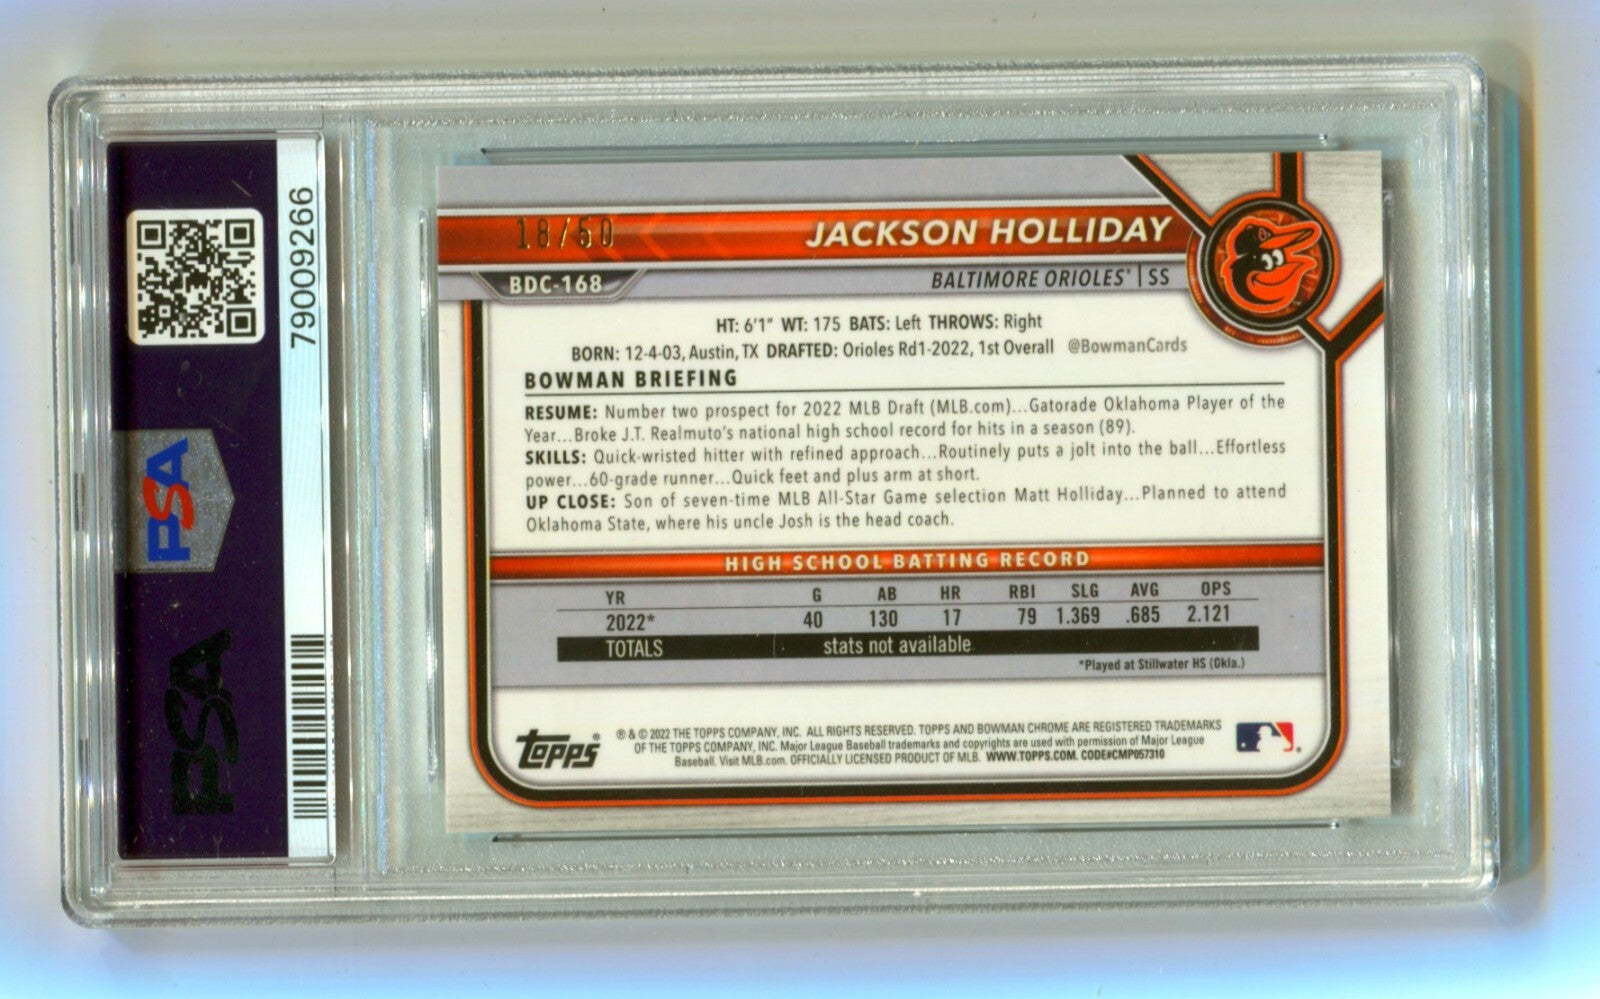 79009266
PSA
PSA
18/50
JACKSON HOLLIDAY
BDC-168
BALTIMORE ORIOLES® | SS
HT: 6'1" WT: 175 BATS: Left THROWS: Right
BORN: 12-4-03, Austin, TX DRAFTED: Orioles Rd1-2022, 1st Overall @BowmanCards
BOWMAN BRIEFING
RESUME: Number two prospect for 2022 MLB Draft (MLB.com)...Gatorade Oklahoma Player of the
Year...Broke J.T. Realmuto's national high school record for hits in a season (89).
SKILLS: Quick-wristed hitter with refined approach...Routinely puts a jolt into the ball...Effortless
power...60-grade runner...Quick feet and plus arm at short.
UP CLOSE: Son of seven-time MLB All-Star Game selection Matt Holliday...Planned to attend
Oklahoma State, where his uncle Josh is the head coach.
HIGH SCHOOL BATTING RECORD
YR G AB HR RBI SLG AVG OPS
2022* 40 130 17 79 1.369 .685 2.121
TOTALS stats not available
*Played at Stillwater HS (Okla.)
topps®
® & © 2022 THE TOPPS COMPANY, INC. ALL RIGHTS RESERVED. TOPPS AND BOWMAN CHROME ARE REGISTERED TRADEMARKS
OF THE TOPPS COMPANY, INC. Major League Baseball trademarks and copyrights are used with permission of Major League
Baseball. Visit MLB.com. OFFICIALLY LICENSED PRODUCT OF MLB. WWW.TOPPS.COM. CODE#CMP057310